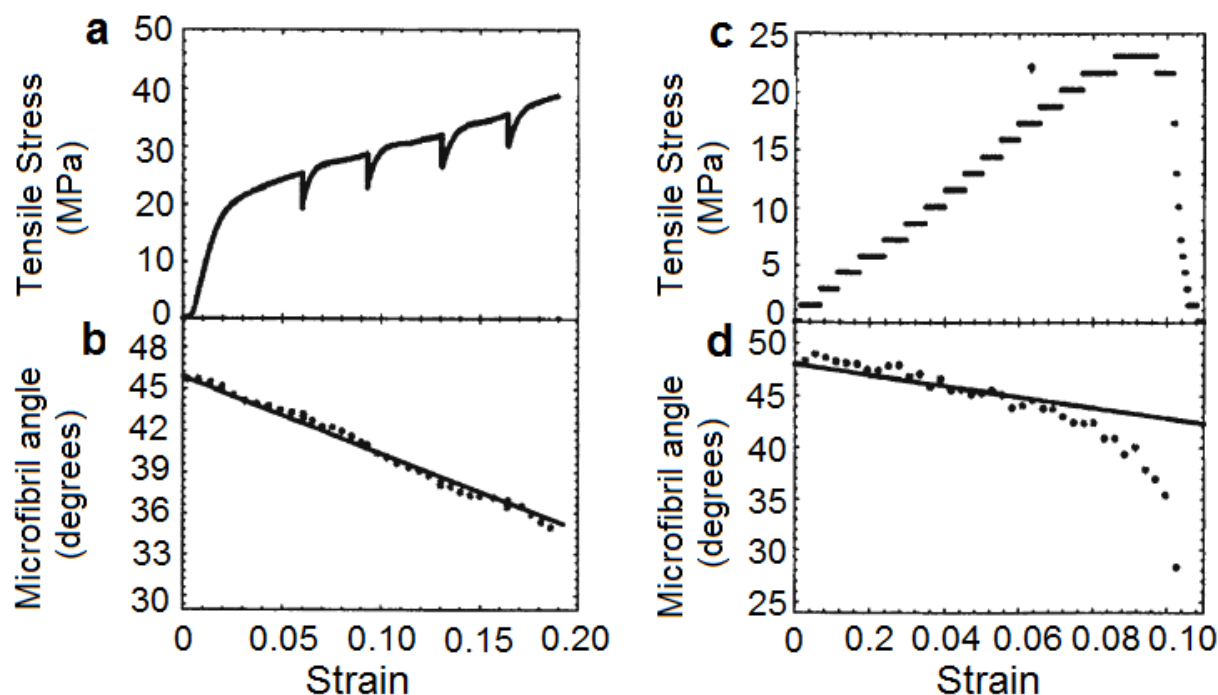 a
50
40
30
20
10
0
Tensile Stress
(MPa)
b
48
45
42
39
36
33
30
Microfibril angle
(degrees)
0 0.05 0.10 0.15 0.20
Strain
c
25
20
15
10
5
0
Tensile Stress
(MPa)
d
50
45
40
35
30
25
Microfibril angle
(degrees)
0 0.2 0.04 0.06 0.08 0.10
Strain